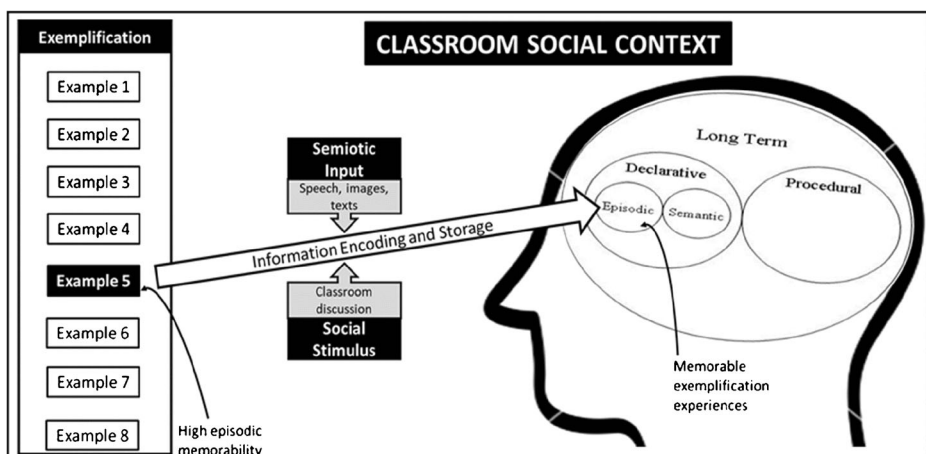 Exemplification
Example 1
Example 2
Example 3
Example 4
Example 5
Example 6
Example 7
Example 8
High episodic
memorability
CLASSROOM SOCIAL CONTEXT
Semiotic
Input
Speech, images,
texts
Information Encoding and Storage
Classroom
discussion
Social
Stimulus
Long Term
Declarative
Procedural
Episodic
Semantic
Memorable
exemplification
experiences